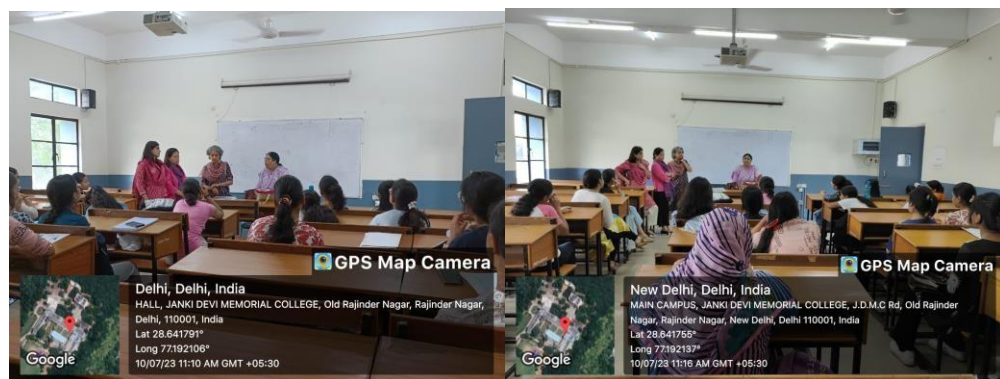 GPS Map Camera
Delhi, Delhi, India
HALL, JANKI DEVI MEMORIAL COLLEGE, Old Rajinder Nagar, Rajinder Nagar,
Delhi, 110001, India
Lat 28.641791°
Long 77.192106°
10/07/23 11:10 AM GMT +05:30
Google
GPS Map Camera
New Delhi, Delhi, India
MAIN CAMPUS, JANKI DEVI MEMORIAL COLLEGE, J.D.M.C Rd, Old Rajinder
Nagar, Rajinder Nagar, New Delhi, Delhi 110001, India
Lat 28.641755°
Long 77.192137°
10/07/23 11:16 AM GMT +05:30
Google